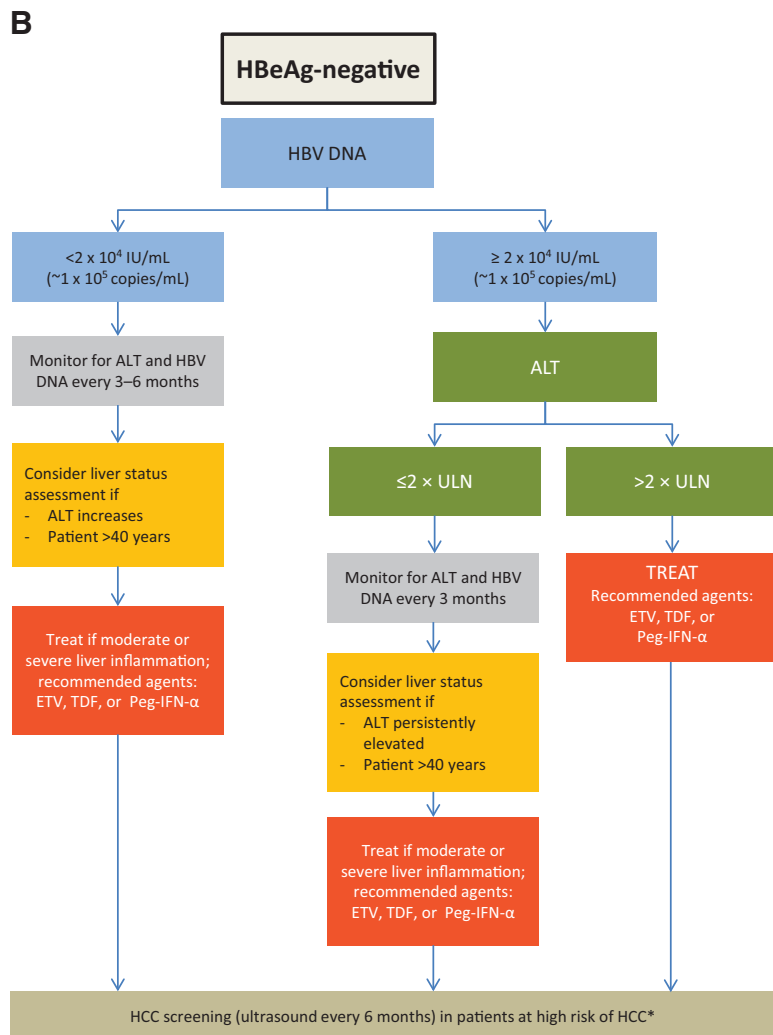 B
HBeAg-negative
HBV DNA
<2 x 10⁴ IU/mL
(~1 x 10⁵ copies/mL)
≥ 2 x 10⁴ IU/mL
(~1 x 10⁵ copies/mL)
Monitor for ALT and HBV
DNA every 3–6 months
ALT
Consider liver status
assessment if
- ALT increases
- Patient >40 years
≤2 × ULN
>2 × ULN
Monitor for ALT and HBV
DNA every 3 months
TREAT
Recommended agents:
ETV, TDF, or
Peg-IFN-α
Treat if moderate or
severe liver inflammation;
recommended agents:
ETV, TDF, or Peg-IFN-α
Consider liver status
assessment if
- ALT persistently
elevated
- Patient >40 years
Treat if moderate or
severe liver inflammation;
recommended agents:
ETV, TDF, or Peg-IFN-α
HCC screening (ultrasound every 6 months) in patients at high risk of HCC*